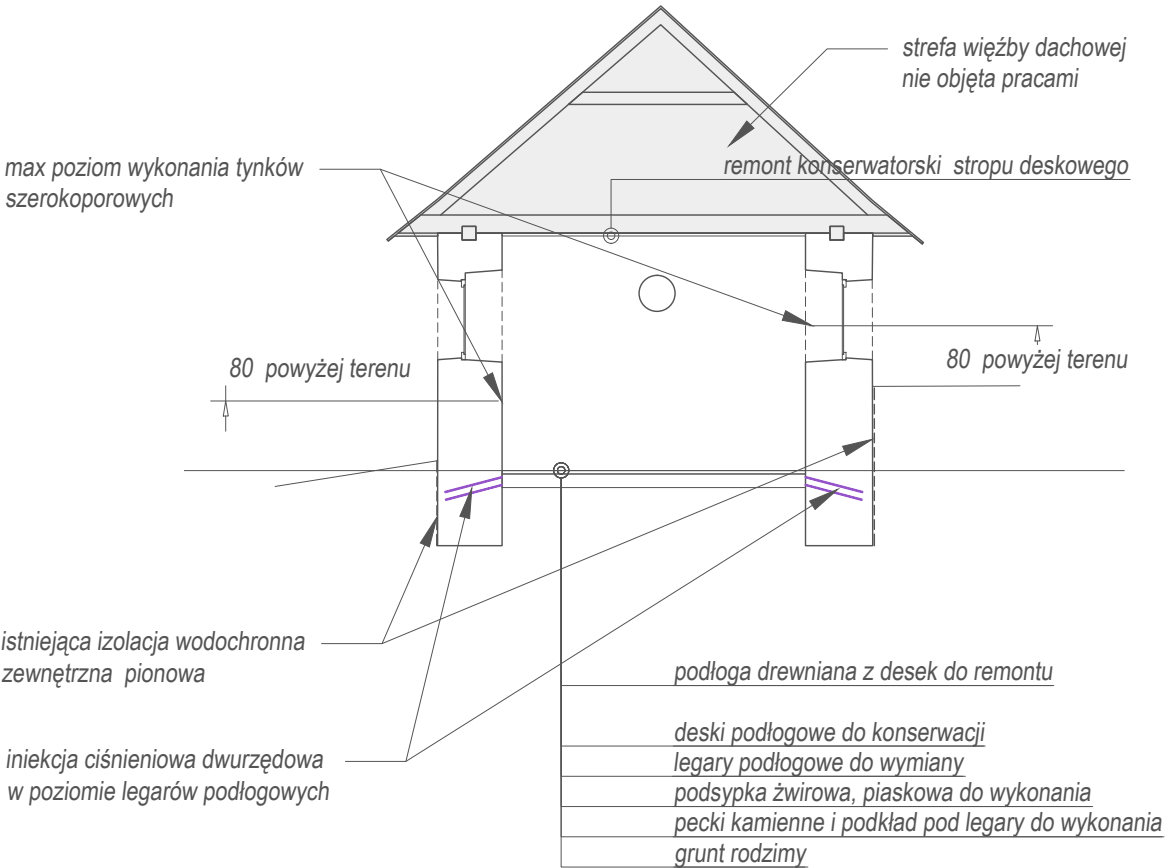 strefa więźby dachowej
nie objęta pracami
max poziom wykonania tynków
szerokoporowych
remont konserwatorski stropu deskowego
80 powyżej terenu
80 powyżej terenu
istniejąca izolacja wodochronna
zewnętrzna pionowa
iniekcja ciśnieniowa dwurzędowa
w poziomie legarów podłogowych
podłoga drewniana z desek do remontu
deski podłogowe do konserwacji
legary podłogowe do wymiany
podsypka żwirowa, piaskowa do wykonania
pecki kamienne i podkład pod legary do wykonania
grunt rodzimy